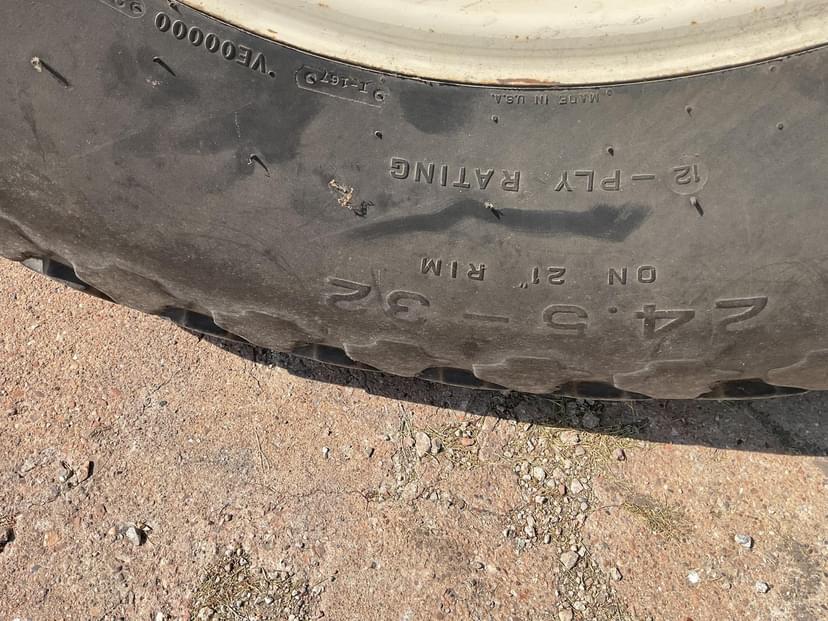 24.5-32
ON 21" RIM
12-PLY RATING
MADE IN U.S.A.
I-167
VE00000